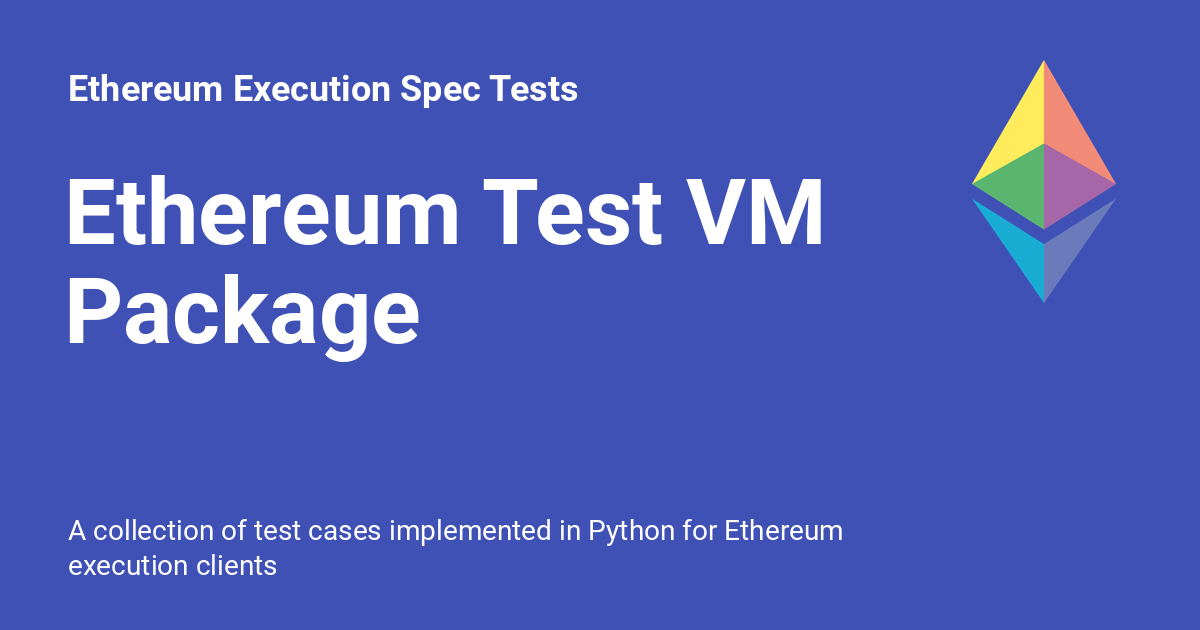 Ethereum Execution Spec Tests
Ethereum Test VM
Package
A collection of test cases implemented in Python for Ethereum
execution clients